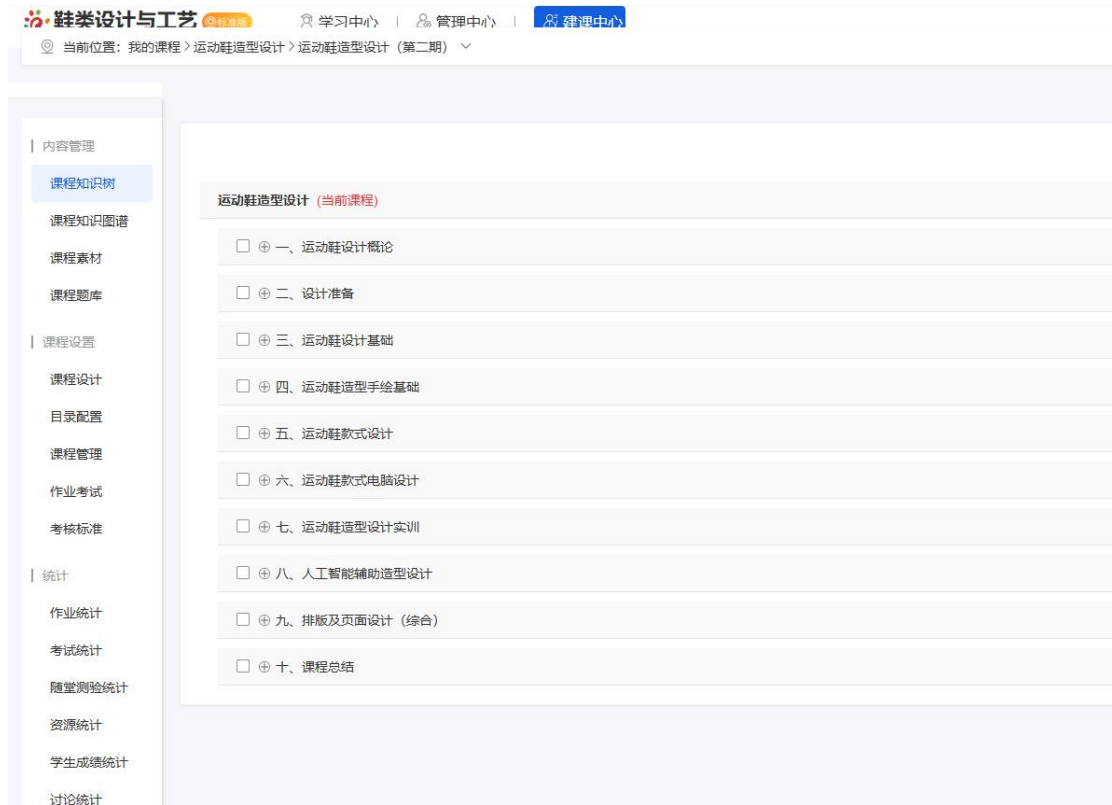 鞋类设计与工艺 标准版 学习中心 管理中心 建课中心
当前位置：我的课程 > 运动鞋造型设计 > 运动鞋造型设计（第二期）
内容管理
课程知识树
课程知识图谱
课程素材
课程题库
课程设置
课程设计
目录配置
课程管理
作业考试
考核标准
统计
作业统计
考试统计
随堂测验统计
资源统计
学生成绩统计
讨论统计
运动鞋造型设计 (当前课程)
一、运动鞋设计概论
二、设计准备
三、运动鞋设计基础
四、运动鞋造型手绘基础
五、运动鞋款式设计
六、运动鞋款式电脑设计
七、运动鞋造型设计实训
八、人工智能辅助造型设计
九、排版及页面设计（综合）
十、课程总结